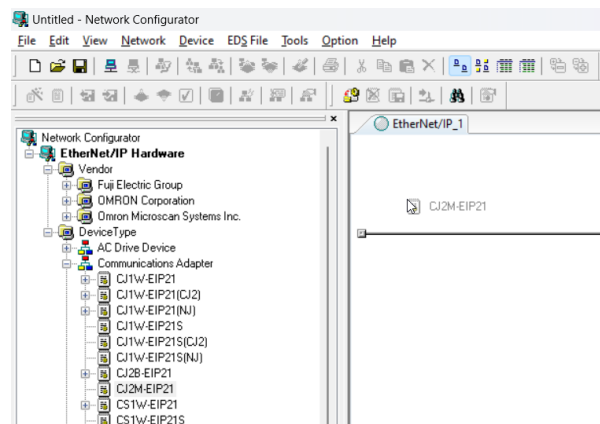 Untitled - Network Configurator
File Edit View Network Device EDS File Tools Option Help
Network Configurator
EtherNet/IP Hardware
Vendor
Fuji Electric Group
OMRON Corporation
Omron Microscan Systems Inc.
DeviceType
AC Drive Device
Communications Adapter
CJ1W-EIP21
CJ1W-EIP21(CJ2)
CJ1W-EIP21(NJ)
CJ1W-EIP21S
CJ1W-EIP21S(CJ2)
CJ1W-EIP21S(NJ)
CJ2B-EIP21
CJ2M-EIP21
CS1W-EIP21
CS1W-EIP21S
EtherNet/IP_1
CJ2M-EIP21